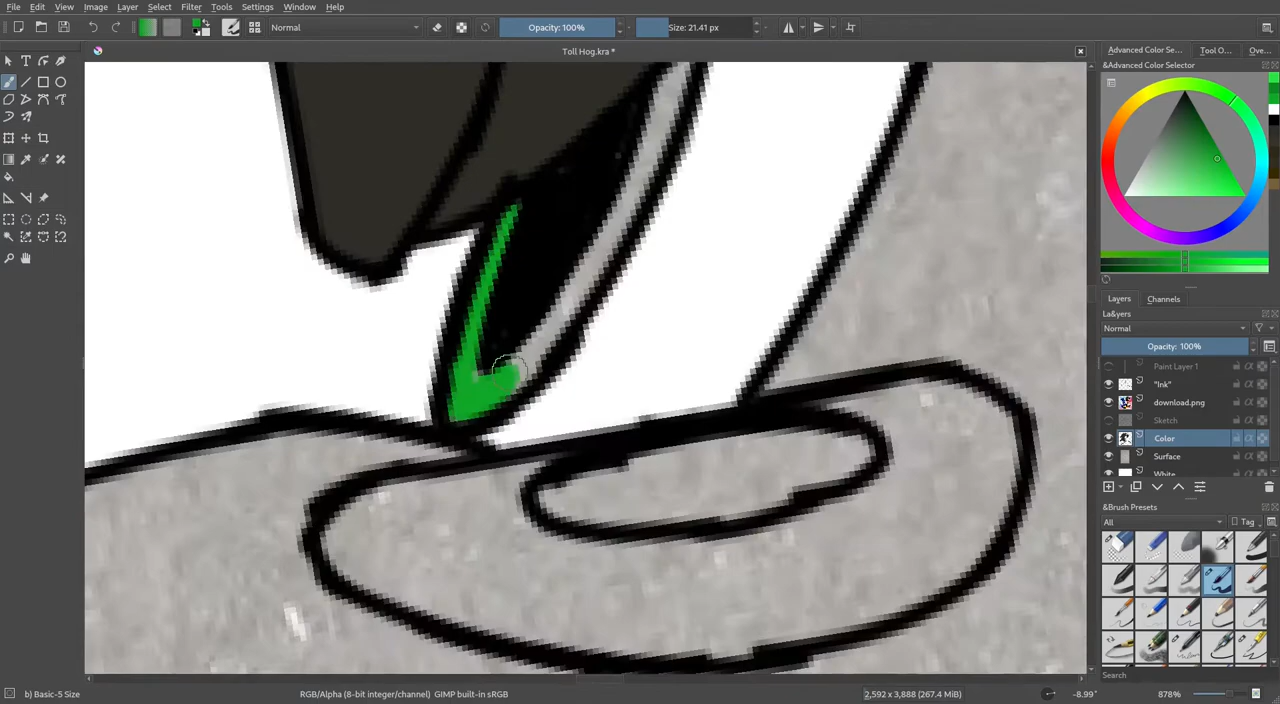 File Edit View Image Layer Select Filter Tools Settings Window Help
Normal
Opacity: 100%
Size: 21.41 px
Toll Hog.kra *
Advanced Color Se... Tool O... Ove...
&Advanced Color Selector
Layers Channels
La&yers
Normal
Opacity: 100%
Paint Layer 1
"Ink"
download.png
Sketch
Color
Surface
White
&Brush Presets
All
Tag
Search
b) Basic-5 Size
RGB/Alpha (8-bit integer/channel) GIMP built-in sRGB
2,592 x 3,888 (267.4 MiB)
-8.99°
878%